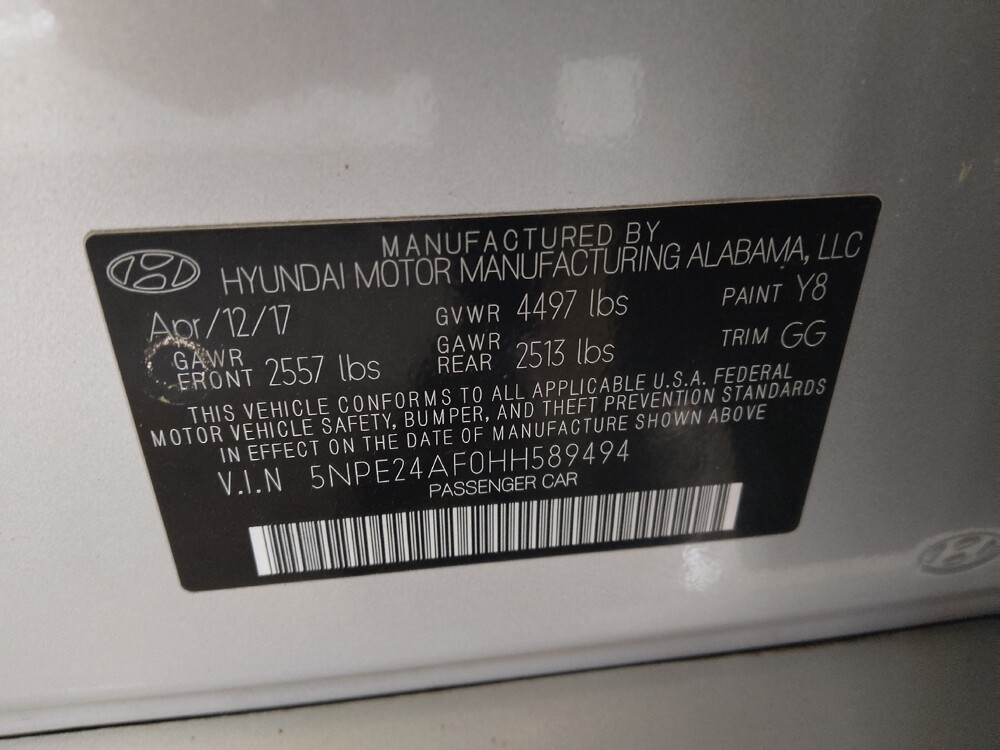 MANUFACTURED BY
HYUNDAI MOTOR MANUFACTURING ALABAMA, LLC
Apr/12/17 GVWR 4497 lbs PAINT Y8
GAWR FRONT 2557 lbs GAWR REAR 2513 lbs TRIM GG
THIS VEHICLE CONFORMS TO ALL APPLICABLE U.S.A. FEDERAL
MOTOR VEHICLE SAFETY, BUMPER, AND THEFT PREVENTION STANDARDS
IN EFFECT ON THE DATE OF MANUFACTURE SHOWN ABOVE
V.I.N 5NPE24AF0HH589494
PASSENGER CAR